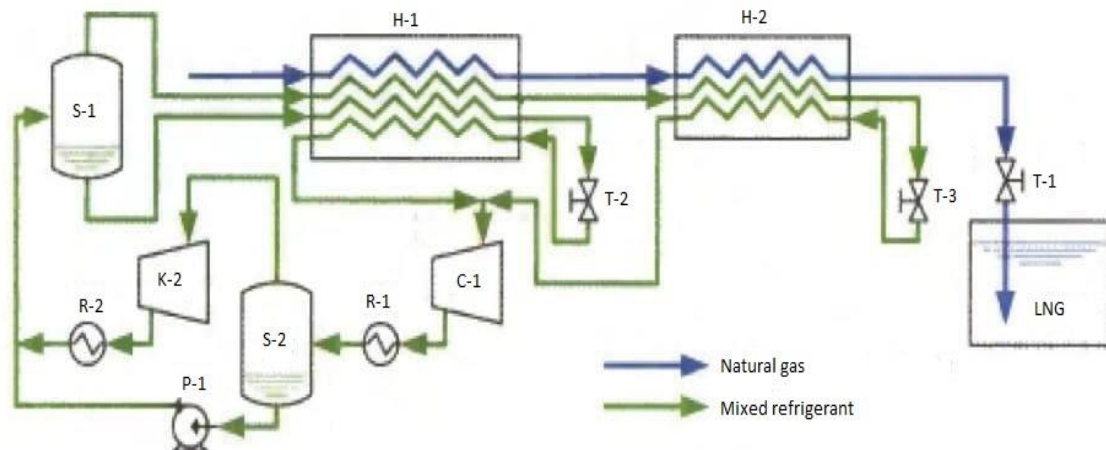 H-1
H-2
S-1
T-2
T-3
T-1
K-2
C-1
R-2
S-2
R-1
LNG
P-1
Natural gas
Mixed refrigerant